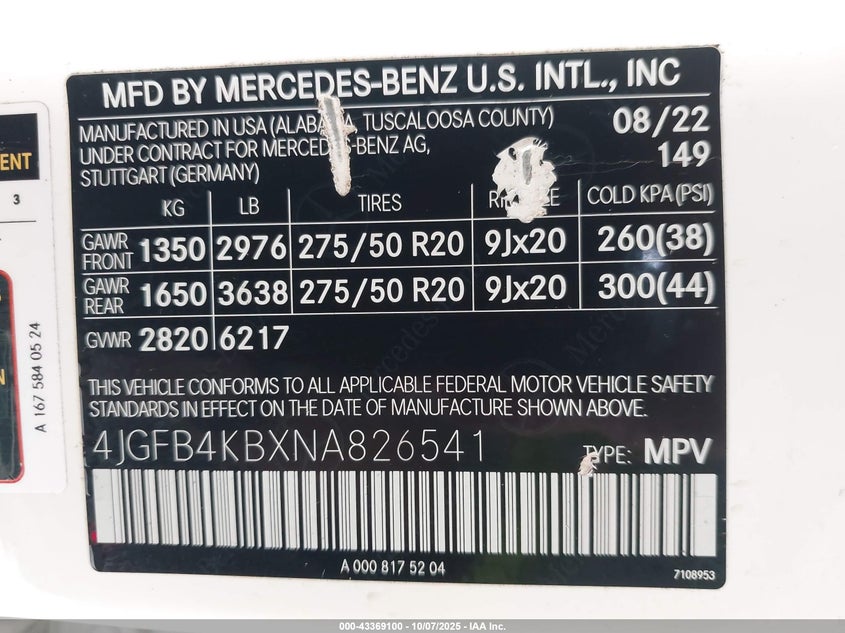 MFD BY MERCEDES-BENZ U.S. INTL., INC
MANUFACTURED IN USA (ALABAMA, TUSCALOOSA COUNTY) 08/22
UNDER CONTRACT FOR MERCEDES-BENZ AG, 149
STUTTGART (GERMANY)
KG LB TIRES COLD KPA (PSI)
GAWR FRONT 1350 2976 275/50 R20 9Jx20 260(38)
GAWR REAR 1650 3638 275/50 R20 9Jx20 300(44)
GVWR 2820 6217
THIS VEHICLE CONFORMS TO ALL APPLICABLE FEDERAL MOTOR VEHICLE SAFETY
STANDARDS IN EFFECT ON THE DATE OF MANUFACTURE SHOWN ABOVE.
4JGFB4KBXNA826541 TYPE: MPV
A 000 817 52 04
7108953
3
A 167 584 05 24
000-43369100 - 10/07/2025 - IAA Inc.